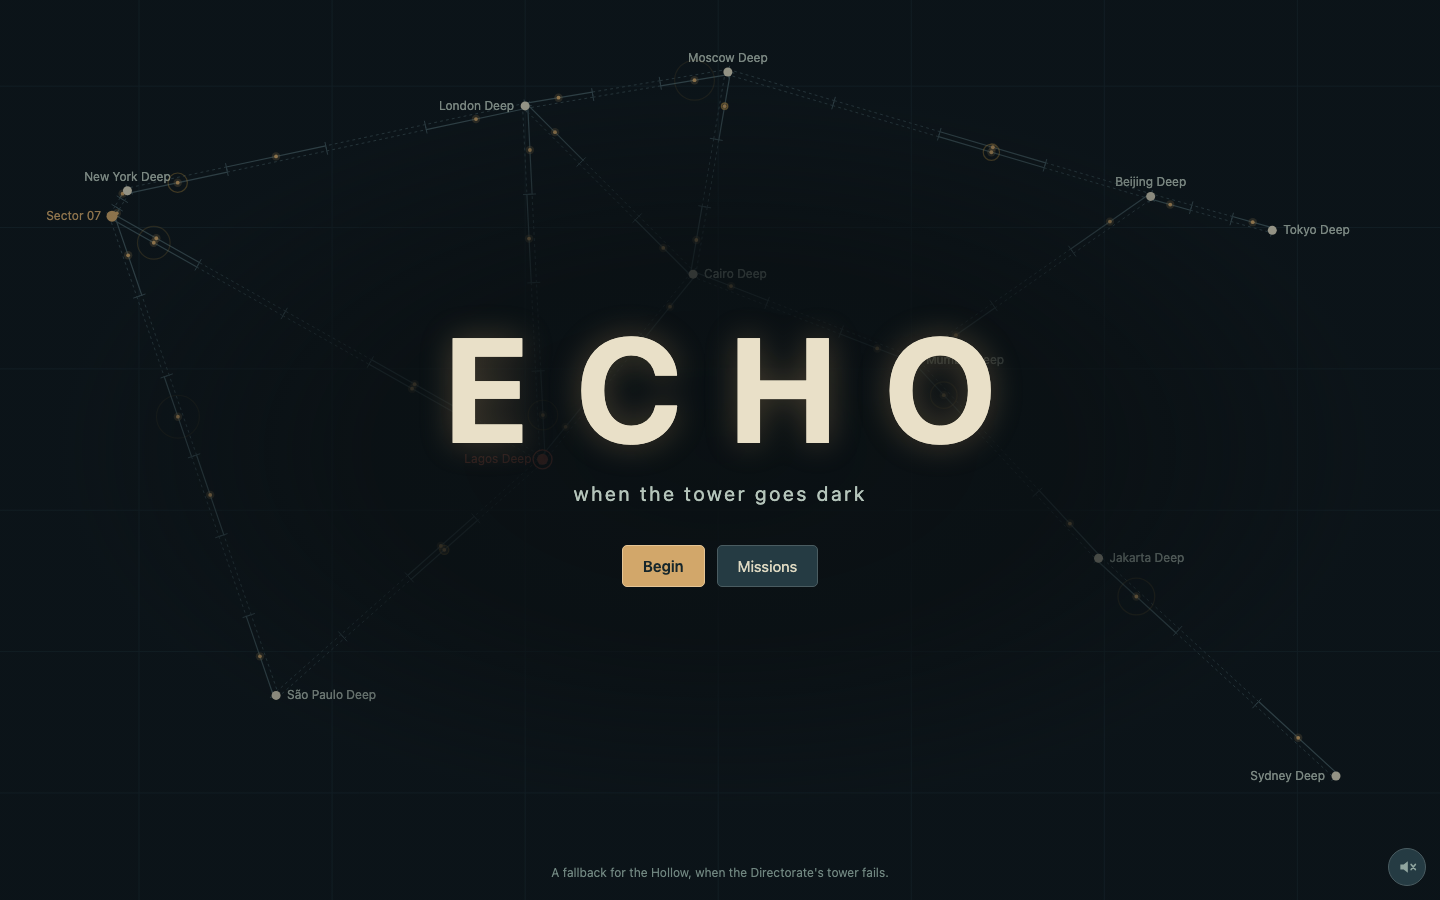 Moscow Deep
London Deep
New York Deep
Beijing Deep
Sector 07
Tokyo Deep
Cairo Deep
ECHO
Lagos Deep
when the tower goes dark
Jakarta Deep
Begin
Missions
São Paulo Deep
Sydney Deep
A fallback for the Hollow, when the Directorate's tower fails.